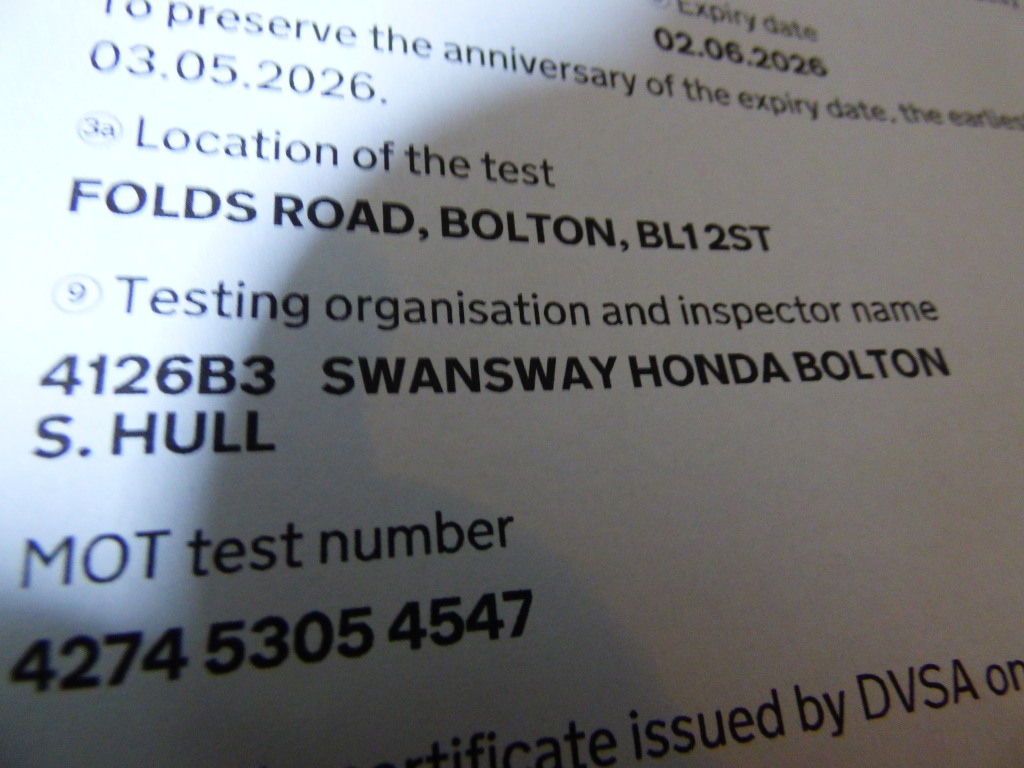 Expiry date
02.06.2026
To preserve the anniversary of the expiry date, the earliest
03.05.2026.
3a Location of the test
FOLDS ROAD, BOLTON, BL1 2ST
9 Testing organisation and inspector name
4126B3 SWANSWAY HONDA BOLTON
S. HULL
MOT test number
4274 5305 4547
certificate issued by DVSA on